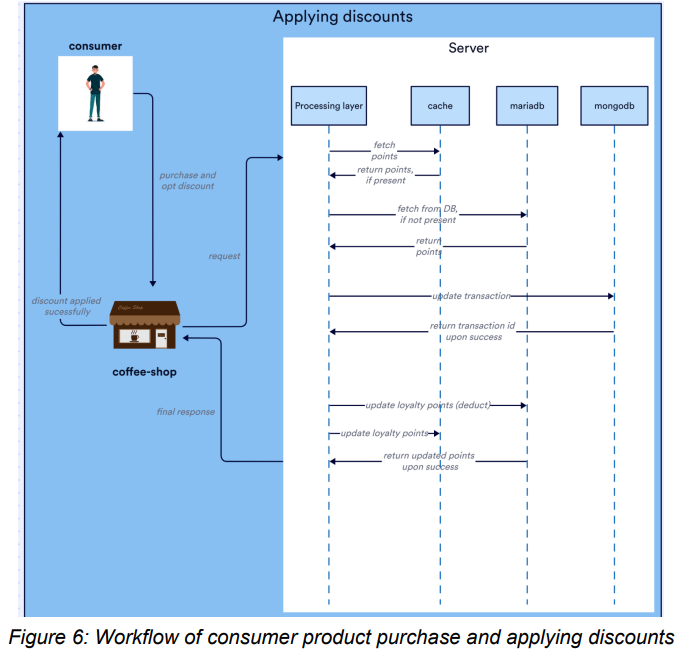 Applying discounts
consumer
Server
Processing layer
cache
mariadb
mongodb
fetch
points
return points,
if present
purchase and
opt discount
fetch from DB,
if not present
return
points
request
update transaction
discount applied
sucessfully
Coffee Shop
return transaction id
upon success
coffee-shop
final response
update loyalty points (deduct)
update loyalty points
return updated points
upon success
Figure 6: Workflow of consumer product purchase and applying discounts